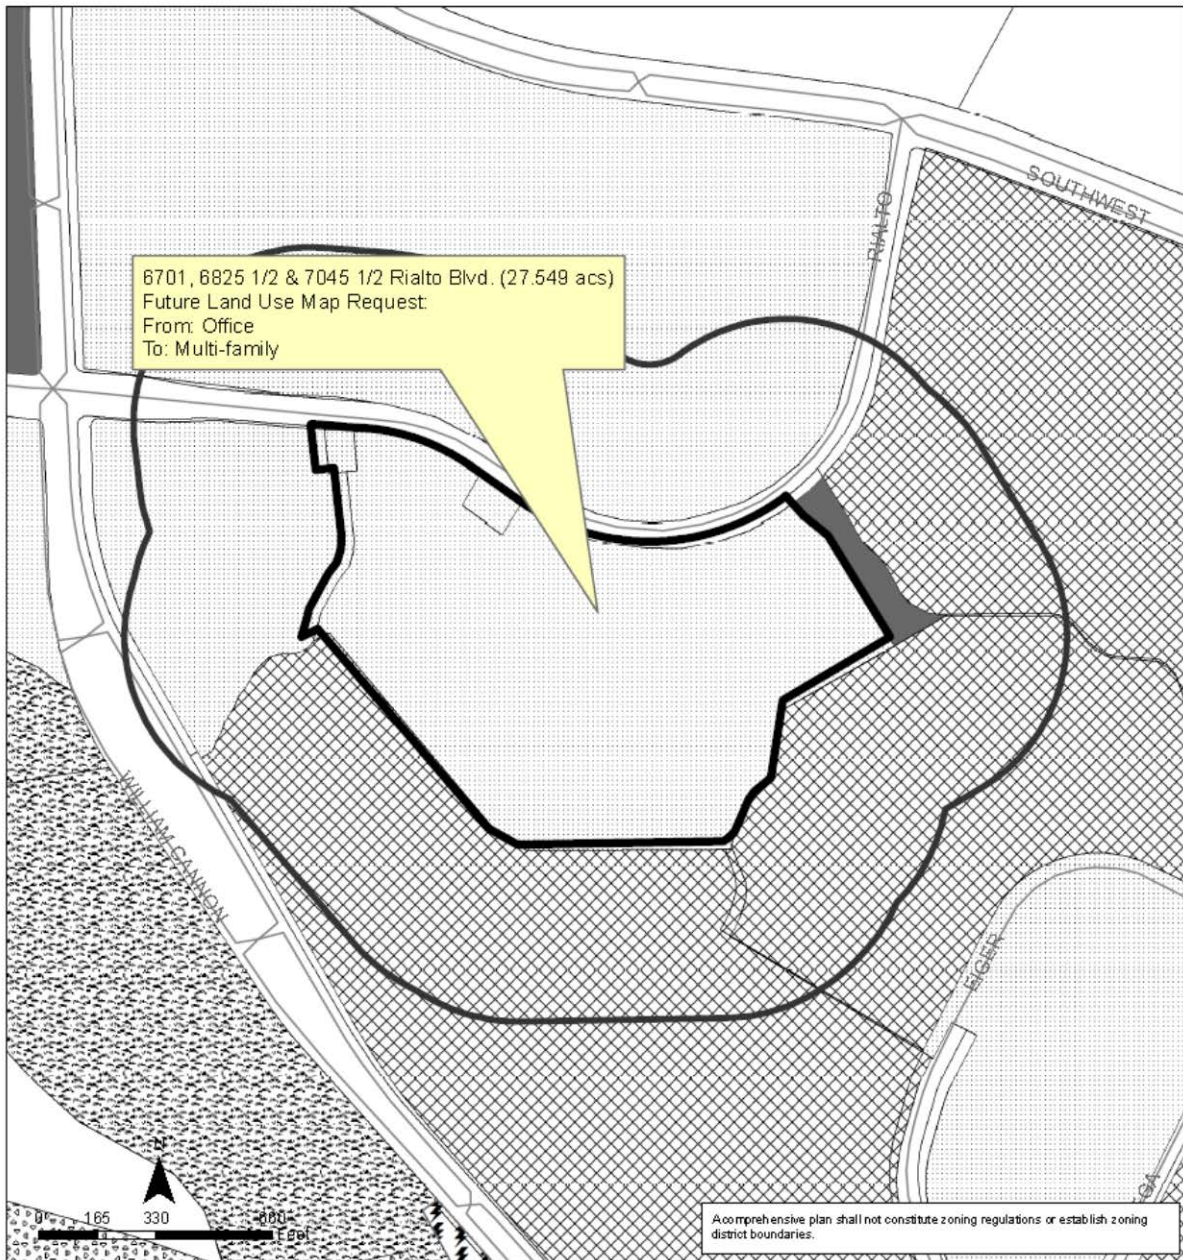 SOUTHWEST
RIALTO
6701, 6825 1/2 & 7045 1/2 Rialto Blvd. (27.549 acs)
Future Land Use Map Request:
From: Office
To: Multi-family
WILLIAM CANNON
EIGER
N
0 165 330 660
Feet
A comprehensive plan shall not constitute zoning regulations or establish zoning
district boundaries.